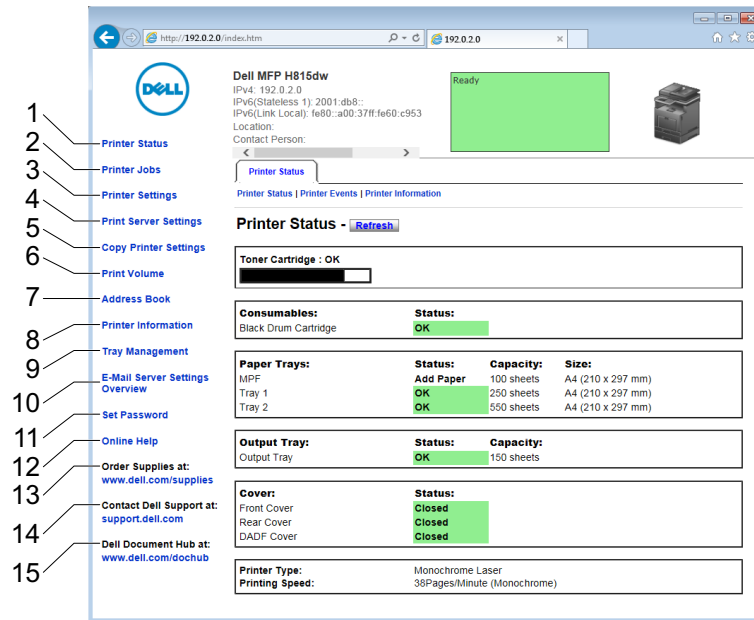 http://192.0.2.0/index.htm
192.0.2.0
DELL
Dell MFP H815dw
IPv4: 192.0.2.0
IPv6(Stateless 1): 2001:db8::
IPv6(Link Local): fe80::a00:37ff:fe60:c953
Location:
Contact Person:
Ready
1
Printer Status
2
Printer Jobs
3
Printer Settings
4
Print Server Settings
5
Copy Printer Settings
6
Print Volume
7
Address Book
8
Printer Information
9
Tray Management
10
E-Mail Server Settings
Overview
11
Set Password
12
Online Help
13
Order Supplies at:
www.dell.com/supplies
14
Contact Dell Support at:
support.dell.com
15
Dell Document Hub at:
www.dell.com/dochub
Printer Status
Printer Status | Printer Events | Printer Information
Printer Status - Refresh
Toner Cartridge : OK
Consumables: Status:
Black Drum Cartridge OK
Paper Trays: Status: Capacity: Size:
MPF Add Paper 100 sheets A4 (210 x 297 mm)
Tray 1 OK 250 sheets A4 (210 x 297 mm)
Tray 2 OK 550 sheets A4 (210 x 297 mm)
Output Tray: Status: Capacity:
Output Tray OK 150 sheets
Cover: Status:
Front Cover Closed
Rear Cover Closed
DADF Cover Closed
Printer Type: Monochrome Laser
Printing Speed: 38Pages/Minute (Monochrome)